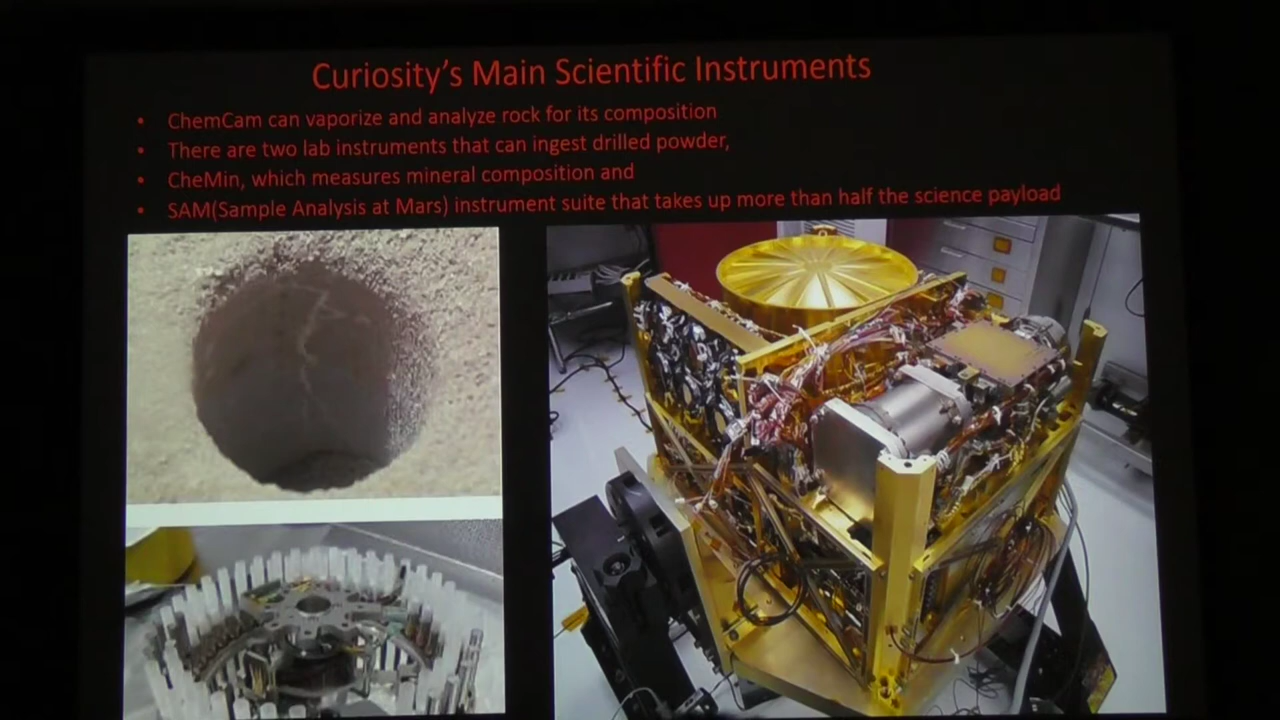 Curiosity's Main Scientific Instruments
• ChemCam can vaporize and analyze rock for its composition
• There are two lab instruments that can ingest drilled powder,
• CheMin, which measures mineral composition and
• SAM(Sample Analysis at Mars) instrument suite that takes up more than half the science payload